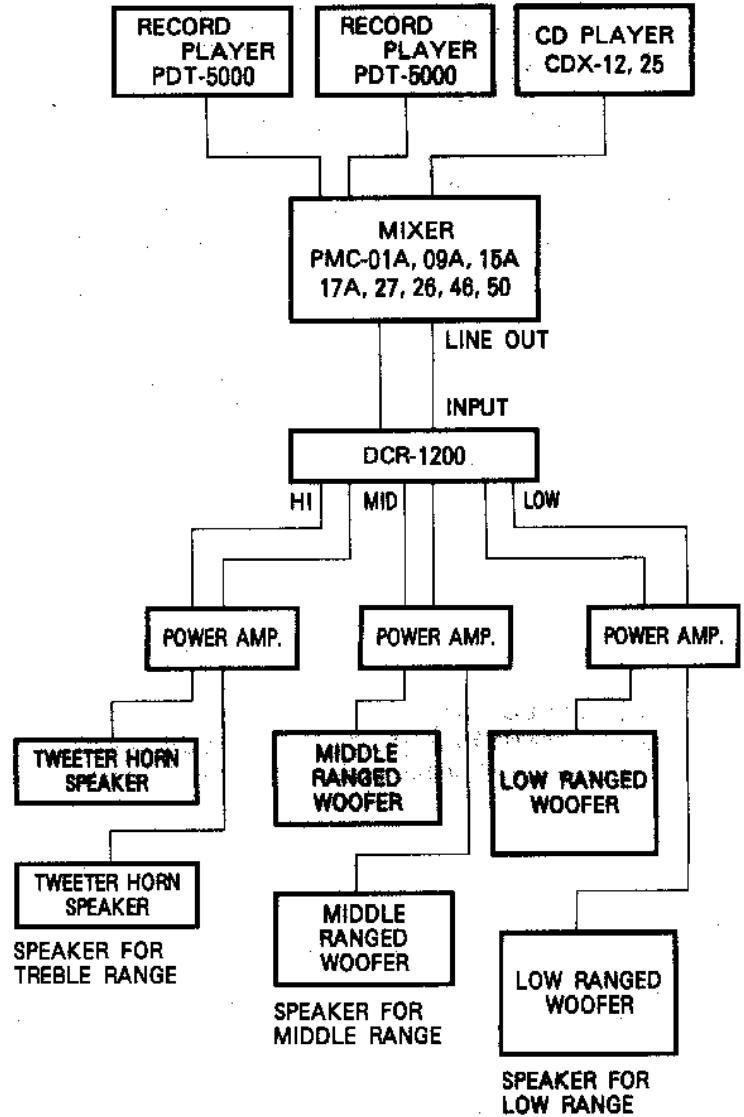 RECORD
PLAYER
PDT-5000
RECORD
PLAYER
PDT-5000
CD PLAYER
CDX-12, 25
MIXER
PMC-01A, 09A, 15A
17A, 27, 26, 46, 50
LINE OUT
INPUT
DCR-1200
HI
MID
LOW
POWER AMP.
POWER AMP.
POWER AMP.
TWEETER HORN
SPEAKER
MIDDLE
RANGED
WOOFER
LOW RANGED
WOOFER
TWEETER HORN
SPEAKER
SPEAKER FOR
TREBLE RANGE
MIDDLE
RANGED
WOOFER
SPEAKER FOR
MIDDLE RANGE
LOW RANGED
WOOFER
SPEAKER FOR
LOW RANGE